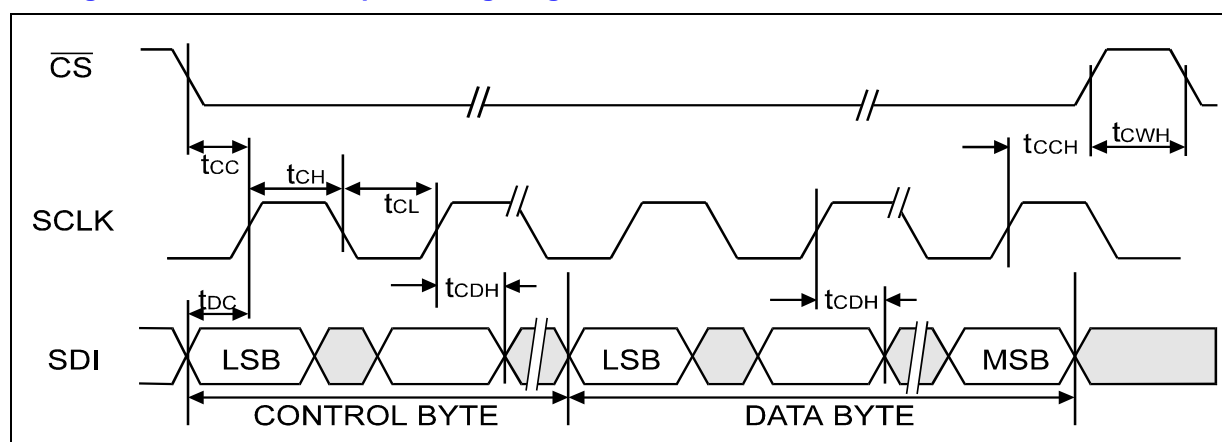 CS
tCC
tCH
tCL
tCCH
tCWH
SCLK
tDC
tCDH
tCDH
SDI
LSB
LSB
MSB
CONTROL BYTE
DATA BYTE